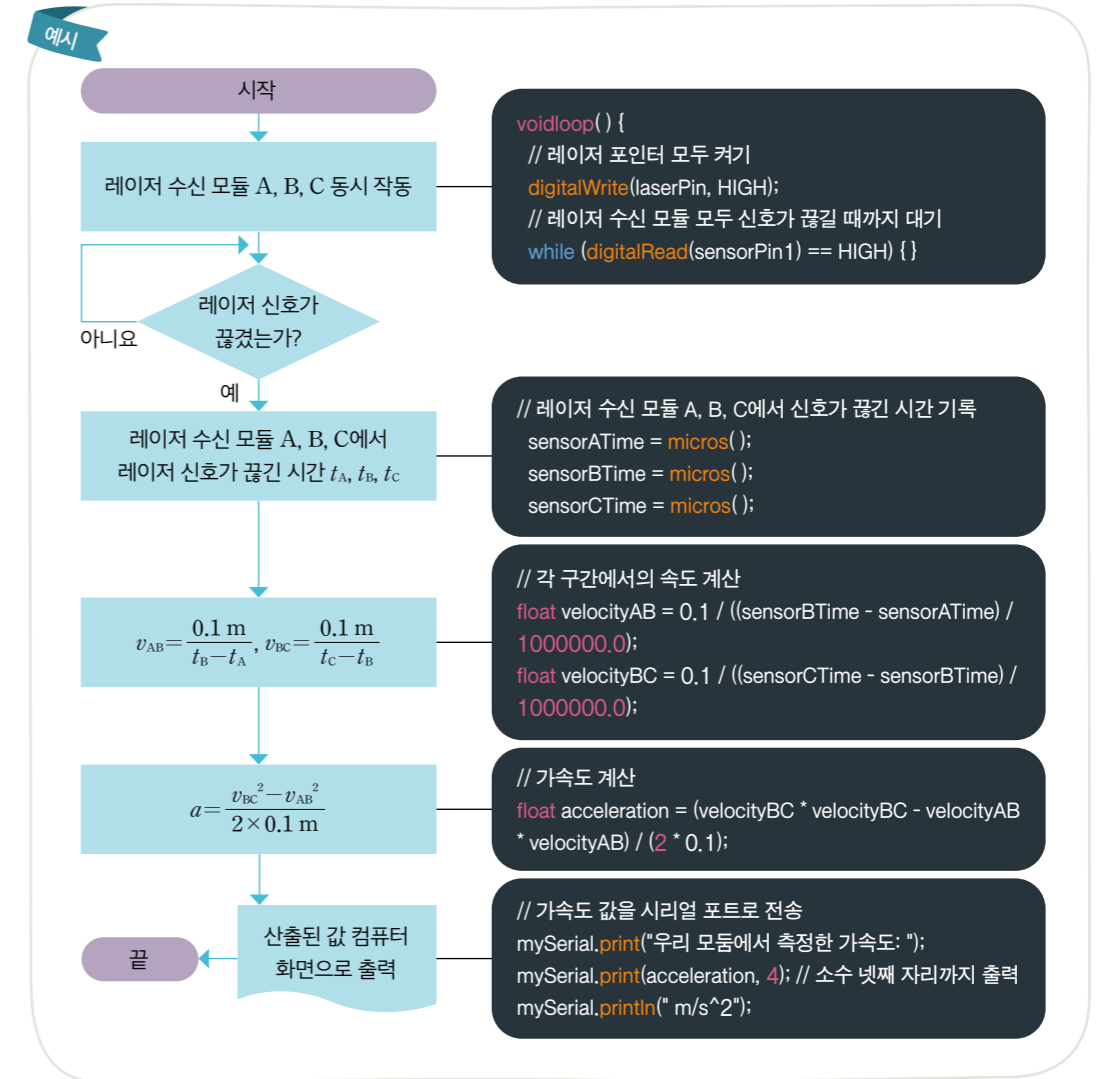 예시
시작
레이저 수신 모듈 A, B, C 동시 작동
voidloop( ) {
// 레이저 포인터 모두 켜기
digitalWrite(laserPin, HIGH);
// 레이저 수신 모듈 모두 신호가 끊길 때까지 대기
while (digitalRead(sensorPin1) == HIGH) { }
레이저 신호가
끊겼는가?
아니요
예
레이저 수신 모듈 A, B, C에서
레이저 신호가 끊긴 시간 t_A, t_B, t_C
// 레이저 수신 모듈 A, B, C에서 신호가 끊긴 시간 기록
sensorATime = micros( );
sensorBTime = micros( );
sensorCTime = micros( );
v_AB = 0.1 m / (t_B − t_A), v_BC = 0.1 m / (t_C − t_B)
// 각 구간에서의 속도 계산
float velocityAB = 0.1 / ((sensorBTime - sensorATime) /
1000000.0);
float velocityBC = 0.1 / ((sensorCTime - sensorBTime) /
1000000.0);
a = (v_BC² − v_AB²) / (2×0.1 m)
// 가속도 계산
float acceleration = (velocityBC * velocityBC - velocityAB
* velocityAB) / (2 * 0.1);
산출된 값 컴퓨터
화면으로 출력
끝
// 가속도 값을 시리얼 포트로 전송
mySerial.print("우리 모둠에서 측정한 가속도: ");
mySerial.print(acceleration, 4); // 소수 넷째 자리까지 출력
mySerial.println(" m/s^2");